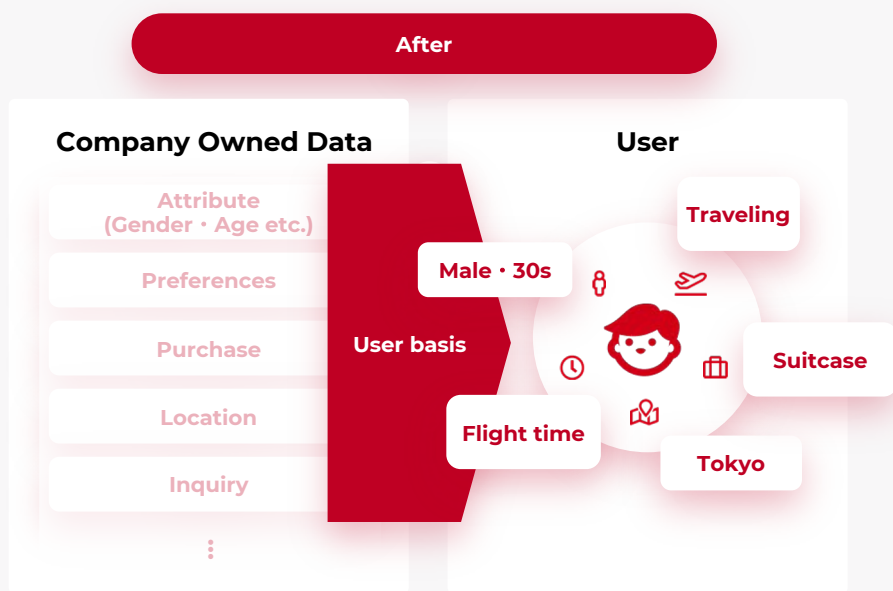 After
Company Owned Data
Attribute
(Gender・Age etc.)
Preferences
Purchase
Location
Inquiry
User basis
User
Traveling
Male・30s
Suitcase
Flight time
Tokyo